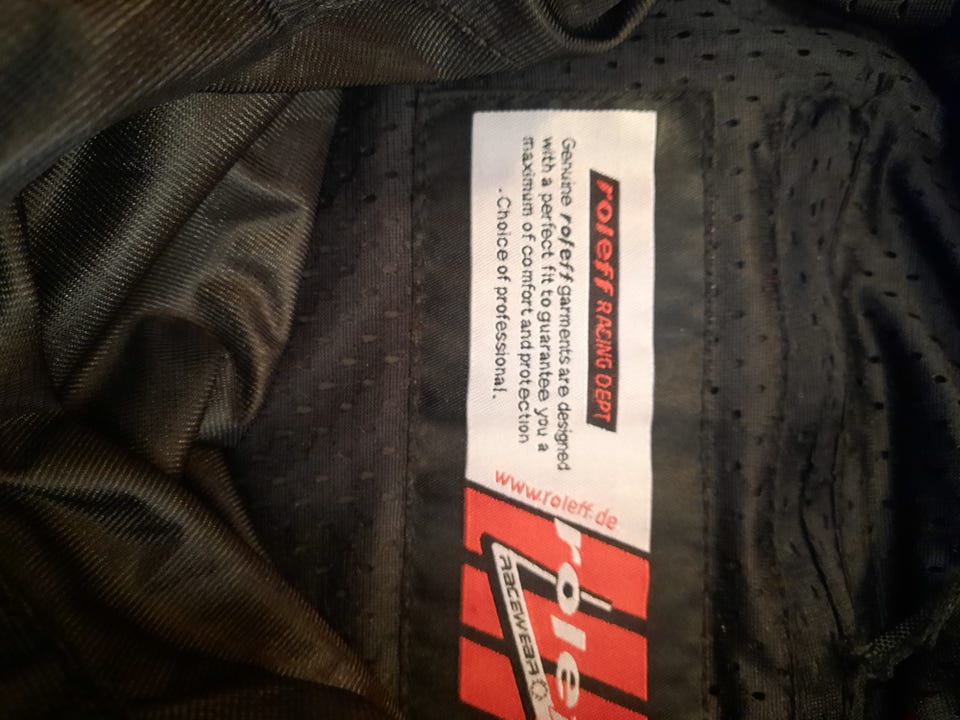 roleff RACING DEPT
Genuine roleff garments are designed
with a perfect fit to guarantee you a
maximum of comfort and protection
. Choice of professional.
www.roleff.de
role
RACEWEAR